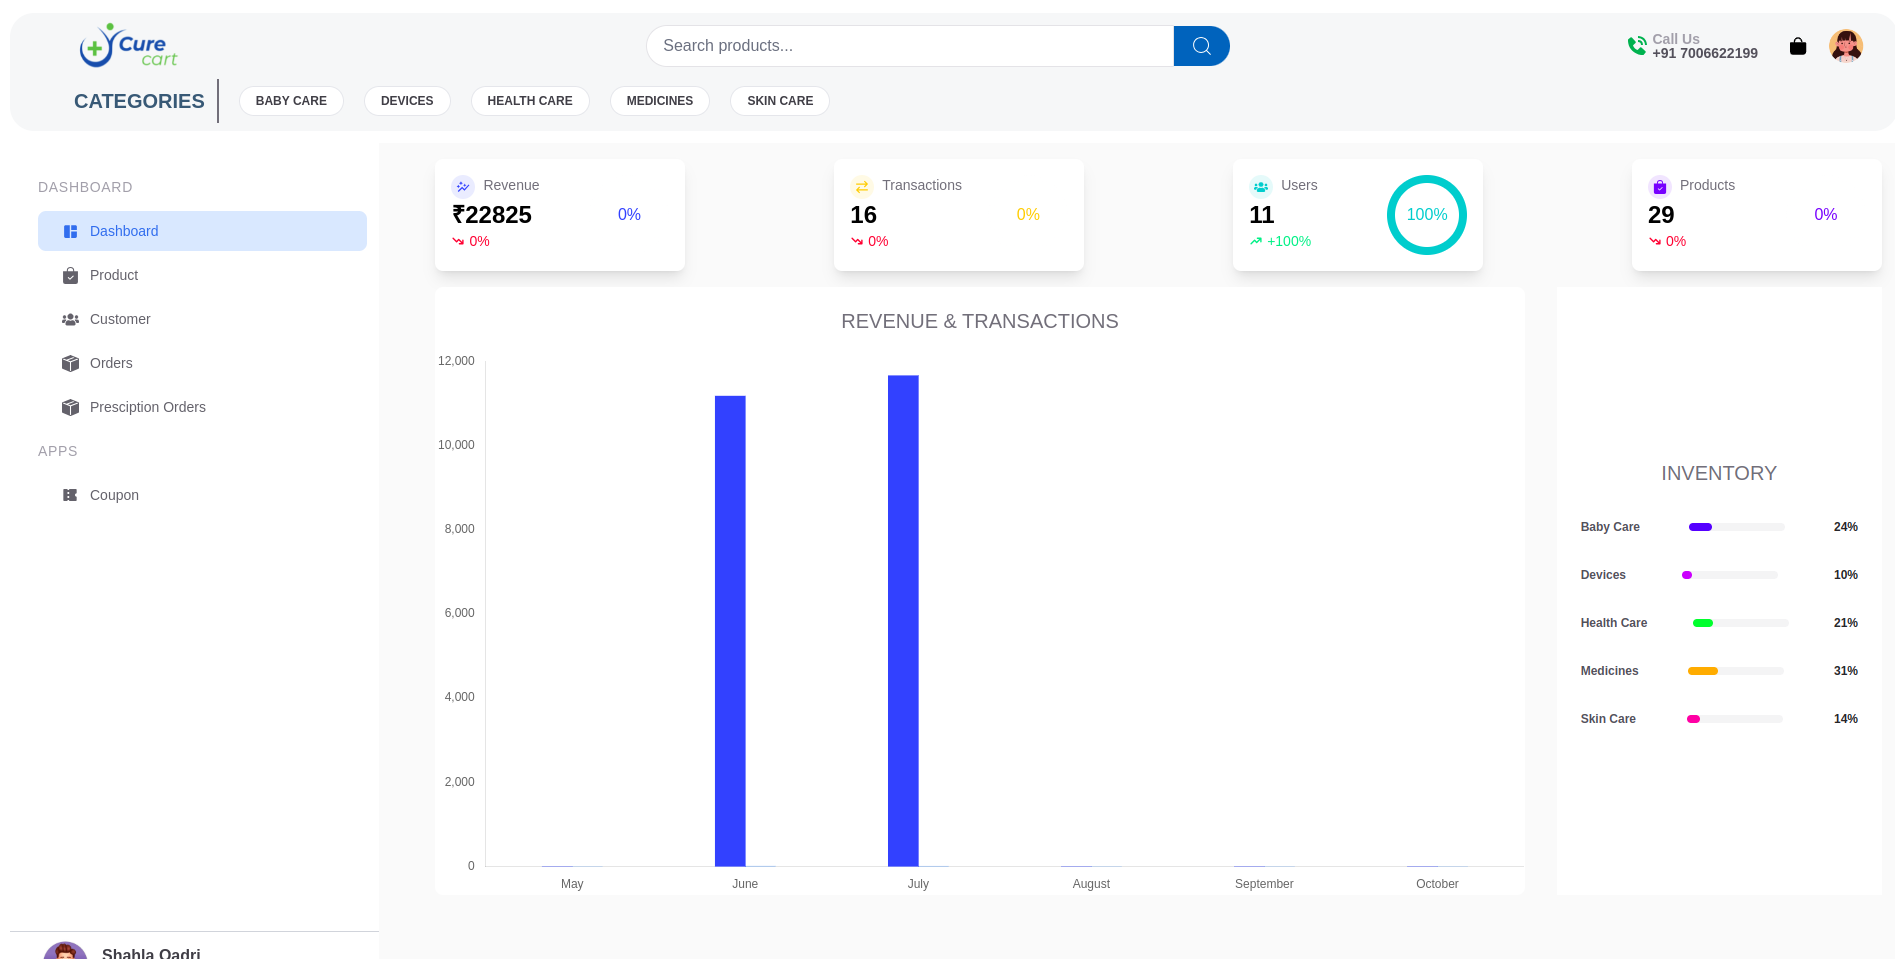 Cure
cart
Search products...
Call Us
+91 7006622199
CATEGORIES
BABY CARE
DEVICES
HEALTH CARE
MEDICINES
SKIN CARE
DASHBOARD
Dashboard
Product
Customer
Orders
Presciption Orders
APPS
Coupon
Shahla Qadri
Revenue
₹22825
0%
0%
Transactions
16
0%
0%
Users
11
+100%
100%
Products
29
0%
0%
REVENUE & TRANSACTIONS
12,000
10,000
8,000
6,000
4,000
2,000
0
May June July August September October
INVENTORY
Baby Care 24%
Devices 10%
Health Care 21%
Medicines 31%
Skin Care 14%